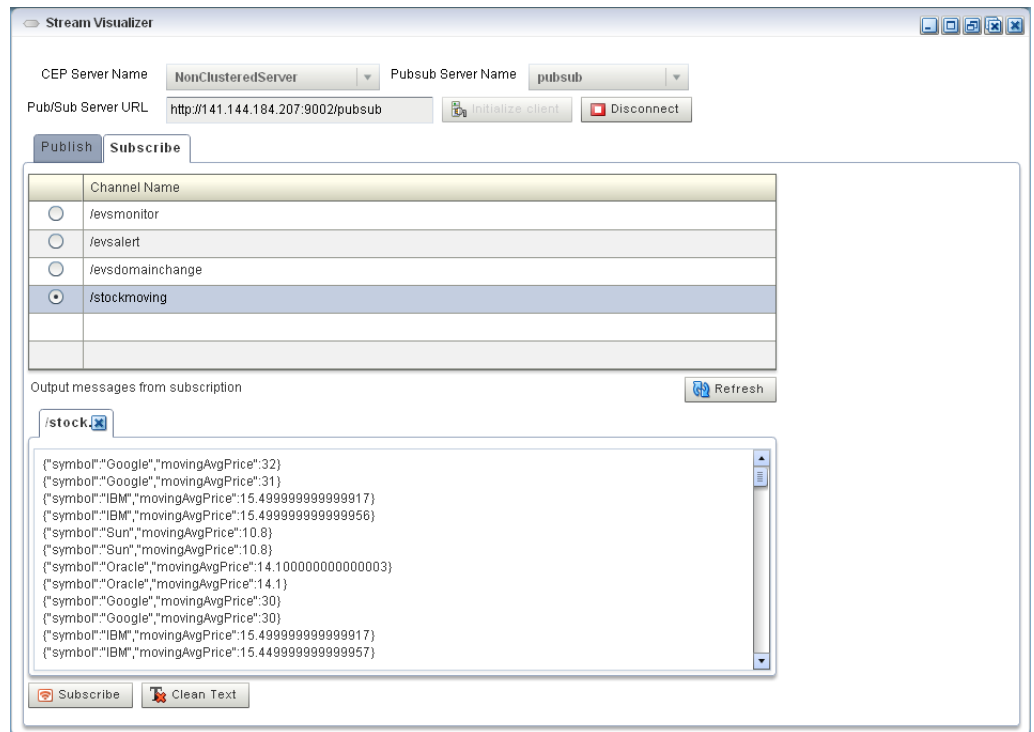 Stream Visualizer
CEP Server Name NonClusteredServer Pubsub Server Name pubsub
Pub/Sub Server URL http://141.144.184.207:9002/pubsub Initialize client Disconnect
Publish Subscribe
Channel Name
/evsmonitor
/evsalert
/evsdomainchange
/stockmoving
Output messages from subscription Refresh
/stock.
{"symbol":"Google","movingAvgPrice":32}
{"symbol":"Google","movingAvgPrice":31}
{"symbol":"IBM","movingAvgPrice":15.499999999999917}
{"symbol":"IBM","movingAvgPrice":15.499999999999956}
{"symbol":"Sun","movingAvgPrice":10.8}
{"symbol":"Sun","movingAvgPrice":10.8}
{"symbol":"Oracle","movingAvgPrice":14.100000000000003}
{"symbol":"Oracle","movingAvgPrice":14.1}
{"symbol":"Google","movingAvgPrice":30}
{"symbol":"Google","movingAvgPrice":30}
{"symbol":"IBM","movingAvgPrice":15.499999999999917}
{"symbol":"IBM","movingAvgPrice":15.449999999999957}
Subscribe Clean Text